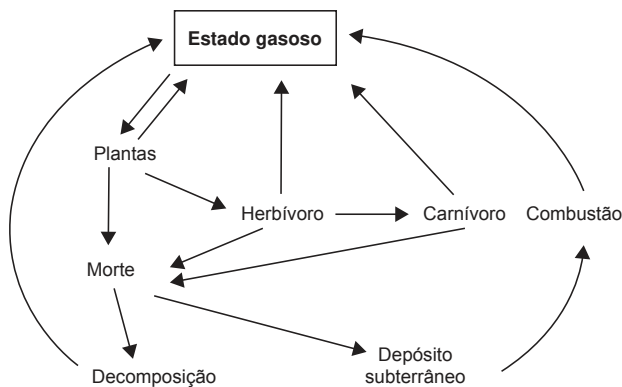 Estado gasoso
Plantas
Herbívoro
Carnívoro
Combustão
Morte
Depósito
subterrâneo
Decomposição